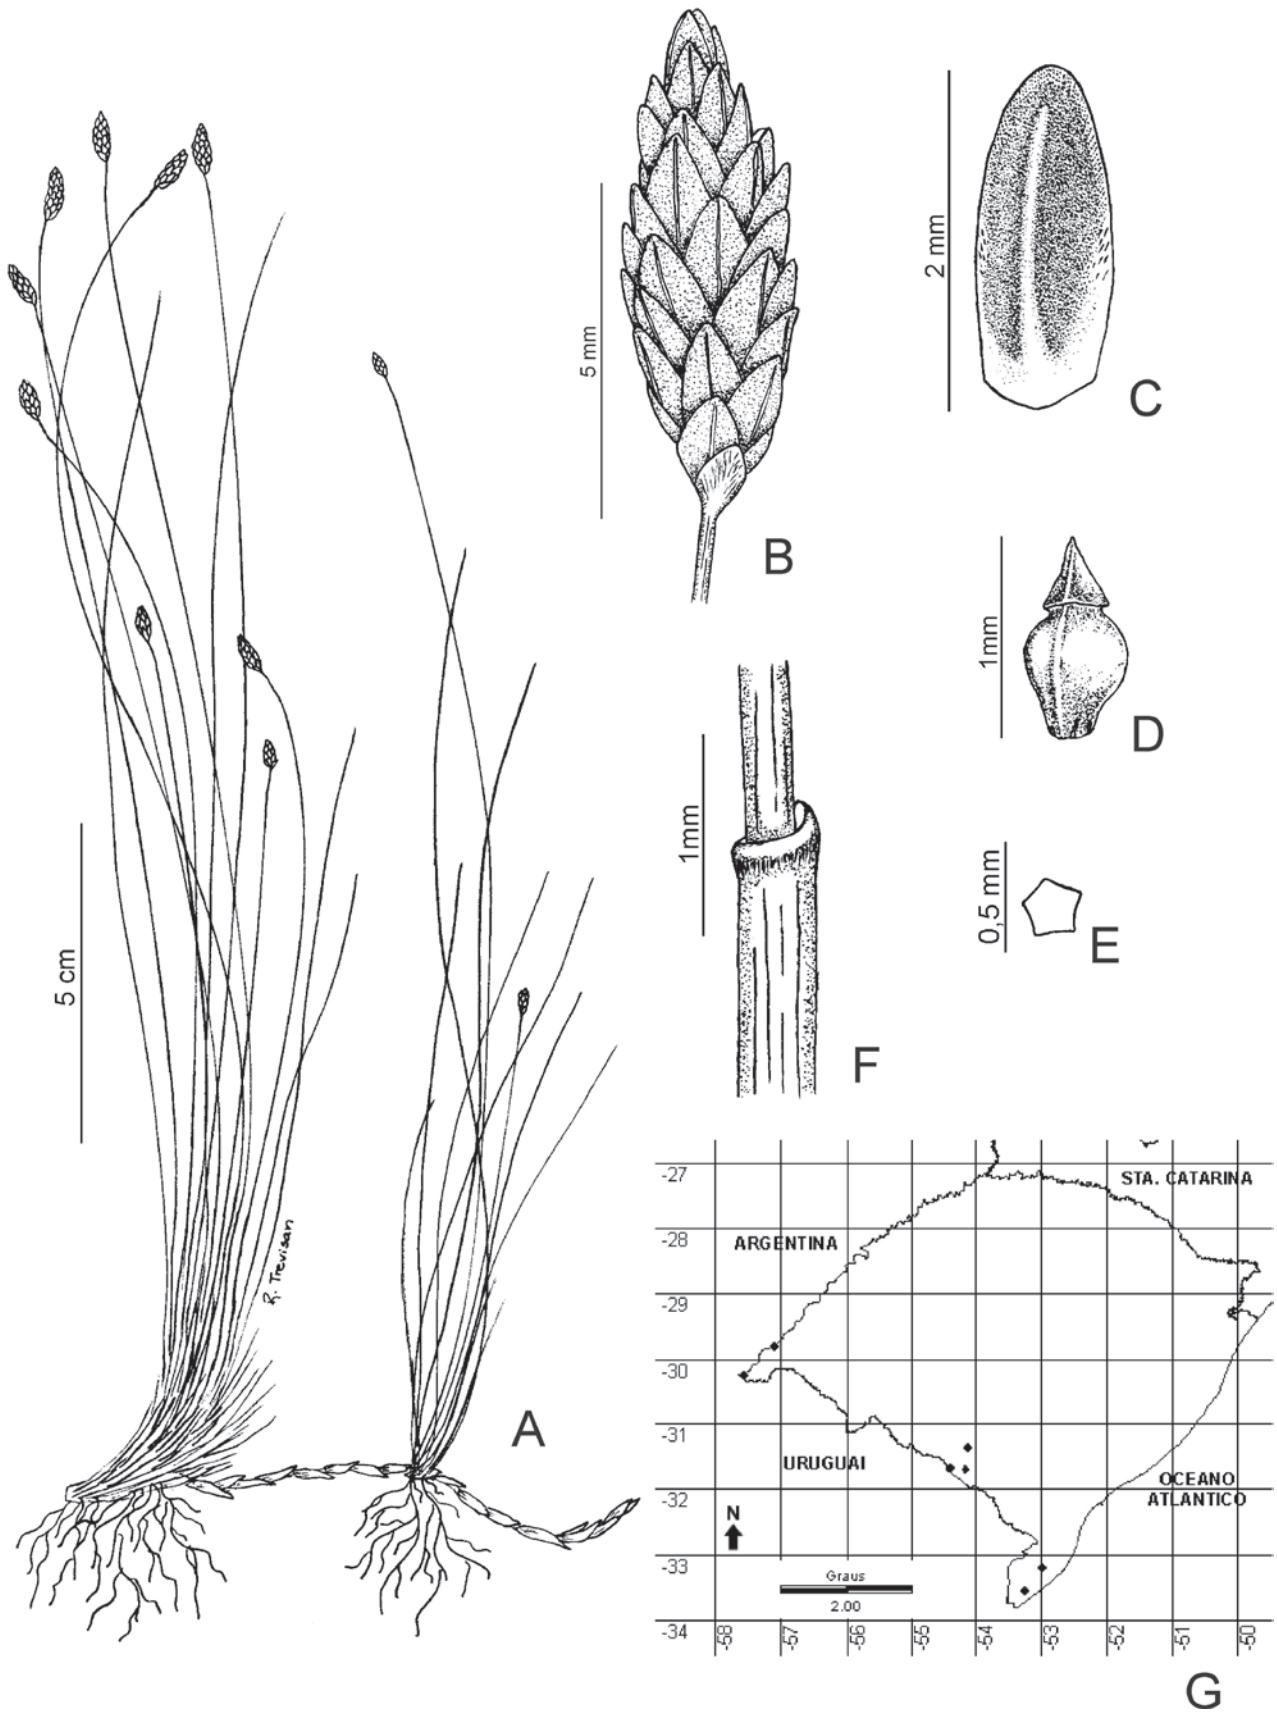 5 cm
R. Trevisan
A
5 mm
B
2 mm
C
1mm
D
0,5 mm
E
1mm
F
-27
-28
-29
-30
-31
-32
-33
-34
STA. CATARINA
ARGENTINA
URUGUAI
OCEANO
ATLANTICO
N
Graus
2.00
-58
-57
-56
-55
-54
-53
-52
-51
-50
G